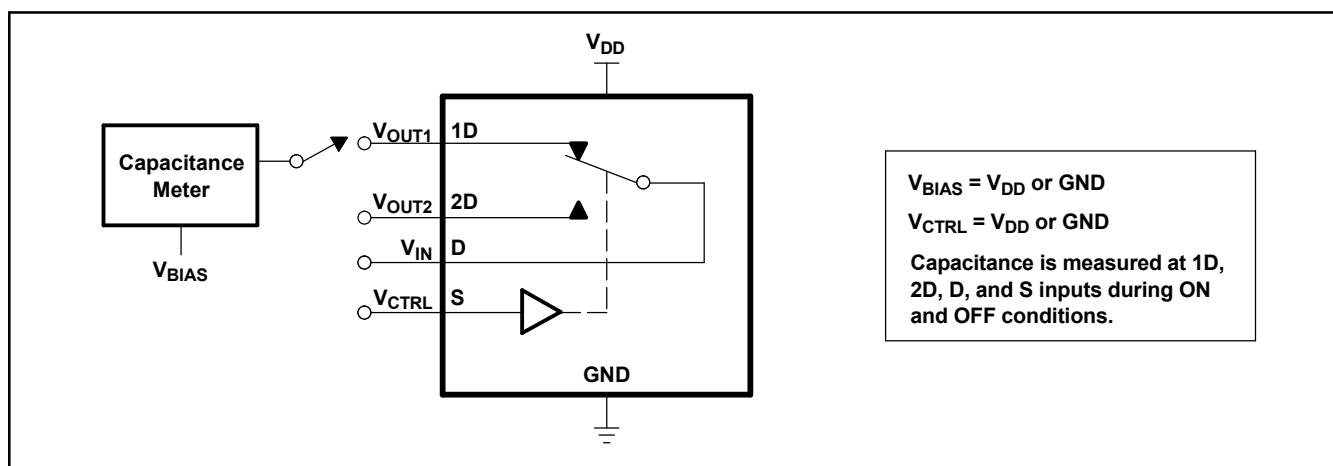 VDD
VOUT1 1D
Capacitance
Meter
VOUT2 2D
VIN D
VBIAS
VCTRL S
GND
VBIAS = VDD or GND
VCTRL = VDD or GND
Capacitance is measured at 1D,
2D, D, and S inputs during ON
and OFF conditions.